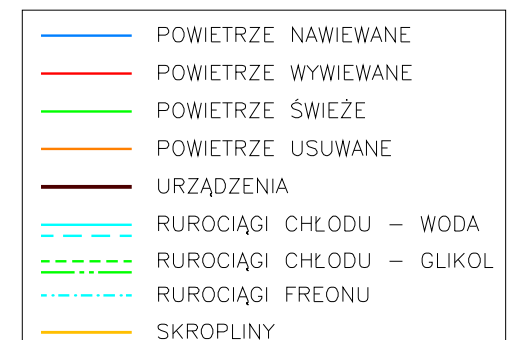 POWIETRZE NAWIEWANE
POWIETRZE WYWIEWANE
POWIETRZE ŚWIEŻE
POWIETRZE USUWANE
URZĄDZENIA
RUROCIĄGI CHŁODU – WODA
RUROCIĄGI CHŁODU – GLIKOL
RUROCIĄGI FREONU
SKROPLINY